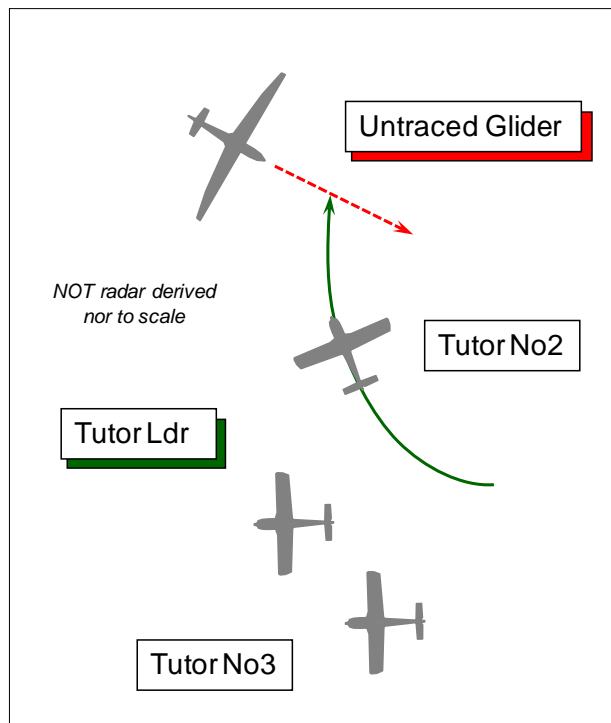 Untraced Glider
NOT radar derived
nor to scale
Tutor No2
Tutor Ldr
Tutor No3